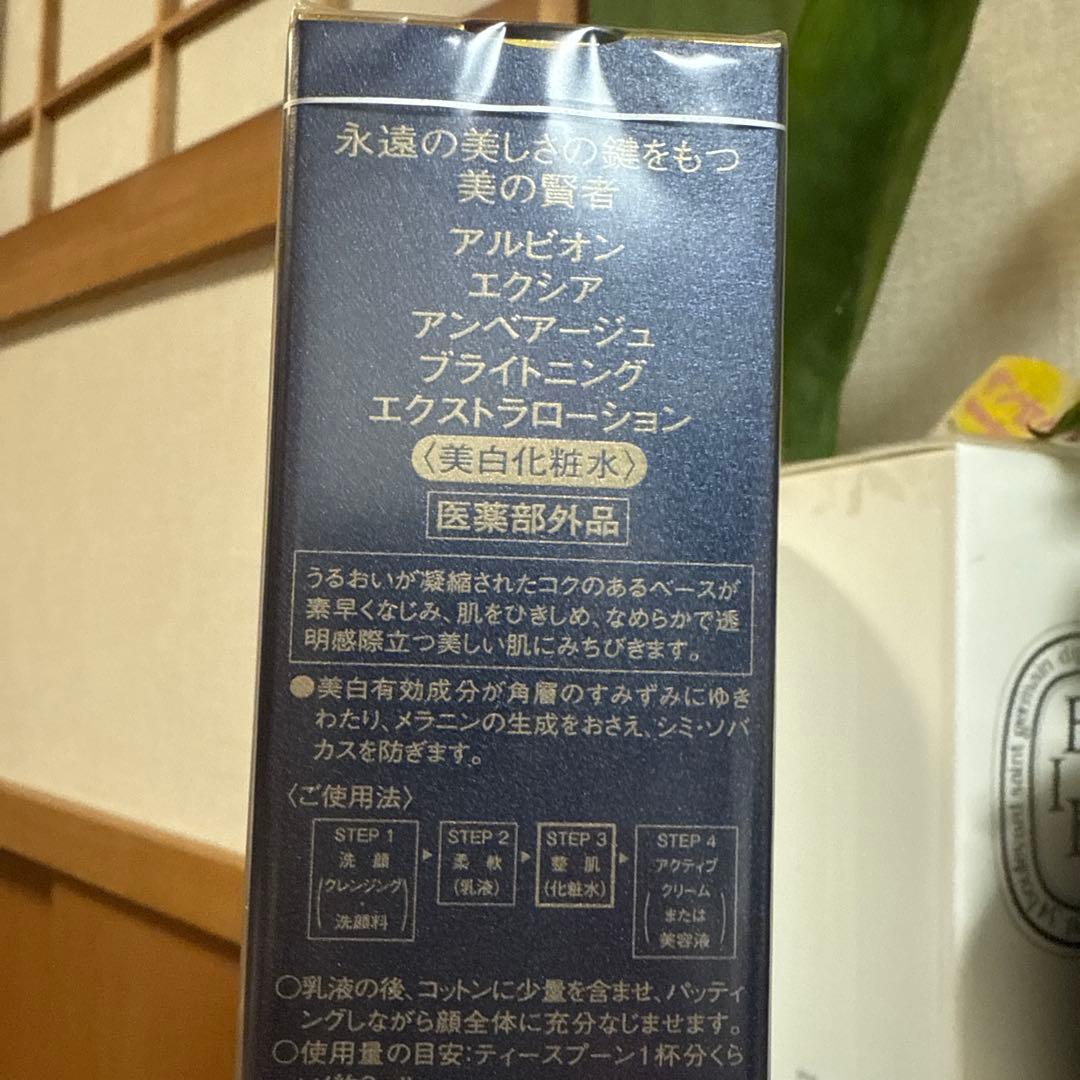 永遠の美しさの鍵をもつ
美の賢者
アルビオン
エクシア
アンベアージュ
ブライトニング
エクストラローション
〈美白化粧水〉
医薬部外品
うるおいが凝縮されたコクのあるベースが
素早くなじみ、肌をひきしめ、なめらかで透
明感際立つ美しい肌にみちびきます。
●美白有効成分が角層のすみずみにゆき
わたり、メラニンの生成をおさえ、シミ・ソバ
カスを防ぎます。
〈ご使用法〉
STEP 1
洗顔
(クレンジング
・
洗顔料)
STEP 2
柔軟
(乳液)
STEP 3
整肌
(化粧水)
STEP 4
アクティブ
(クリーム
または
美容液)
○乳液の後、コットンに少量を含ませ、パッティ
ングしながら顔全体に充分なじませます。
○使用量の目安:ティースプーン1杯分くら
34 boulevard saint germain